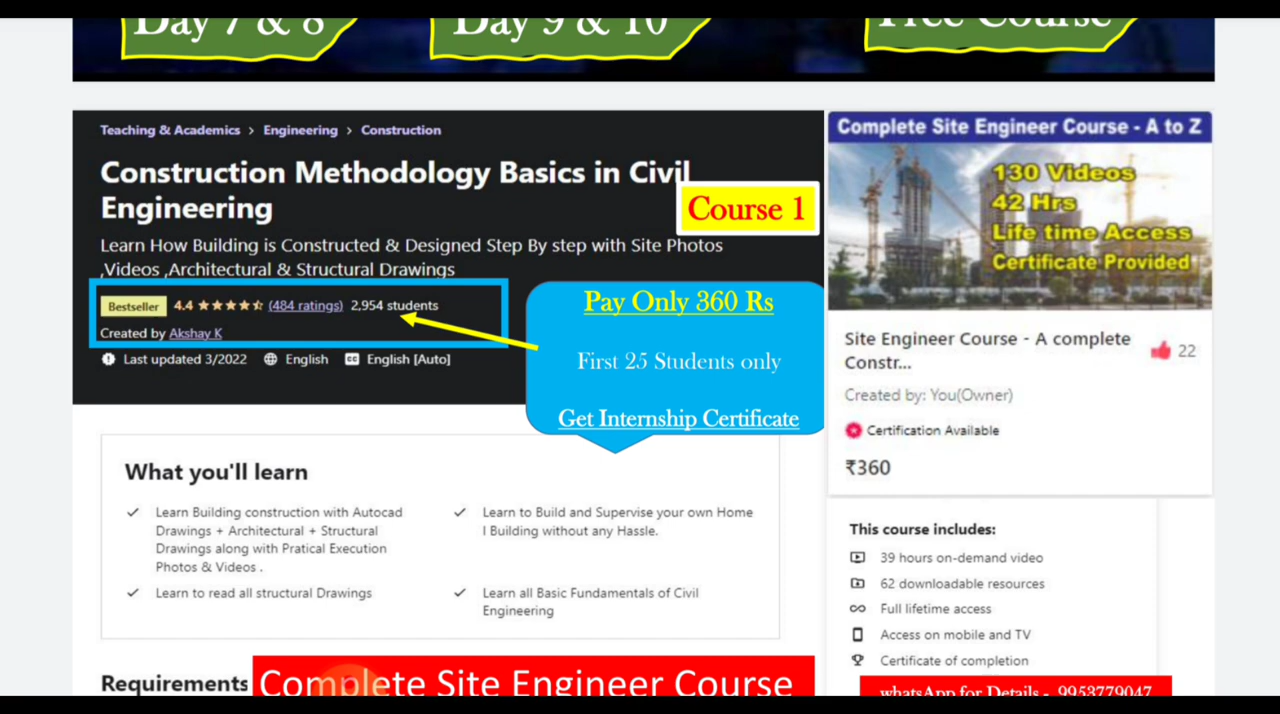 Day 7 & 8
Day 9 & 10
Free Course
Teaching & Academics > Engineering > Construction
Construction Methodology Basics in Civil
Engineering
Course 1
Learn How Building is Constructed & Designed Step By step with Site Photos
,Videos ,Architectural & Structural Drawings
Bestseller 4.4 (484 ratings) 2,954 students
Created by Akshay K
Last updated 3/2022 English English [Auto]
Pay Only 360 Rs
First 25 Students only
Get Internship Certificate
What you'll learn
Learn Building construction with Autocad
Drawings + Architectural + Structural
Drawings along with Pratical Execution
Photos & Videos .
Learn to read all structural Drawings
Learn to Build and Supervise your own Home
I Building without any Hassle.
Learn all Basic Fundamentals of Civil
Engineering
Requirements
Complete Site Engineer Course
Complete Site Engineer Course - A to Z
130 Videos
42 Hrs
Life time Access
Certificate Provided
Site Engineer Course - A complete
Constr...
22
Created by: You(Owner)
Certification Available
₹360
This course includes:
39 hours on-demand video
62 downloadable resources
Full lifetime access
Access on mobile and TV
Certificate of completion
whatsApp for Details - 9953779047